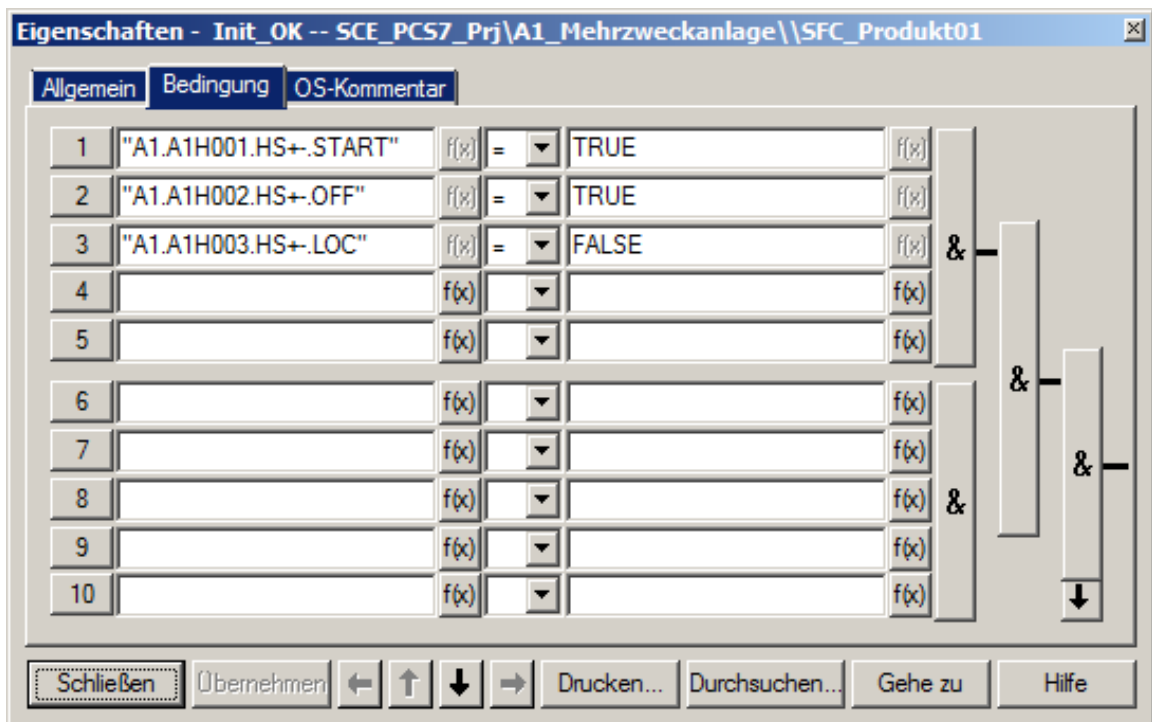 Eigenschaften - Init_OK -- SCE_PCS7_Prj\A1_Mehrzweckanlage\\SFC_Produkt01
Allgemein Bedingung OS-Kommentar
1 "A1.A1H001.HS+-.START" f(x) = TRUE f(x)
2 "A1.A1H002.HS+-.OFF" f(x) = TRUE f(x)
3 "A1.A1H003.HS+-.LOC" f(x) = FALSE f(x) &
4 f(x) f(x)
5 f(x) f(x)
&
6 f(x) f(x)
7 f(x) f(x)
&
8 f(x) f(x) &
9 f(x) f(x)
10 f(x) f(x)
Schließen Übernehmen Drucken... Durchsuchen... Gehe zu Hilfe